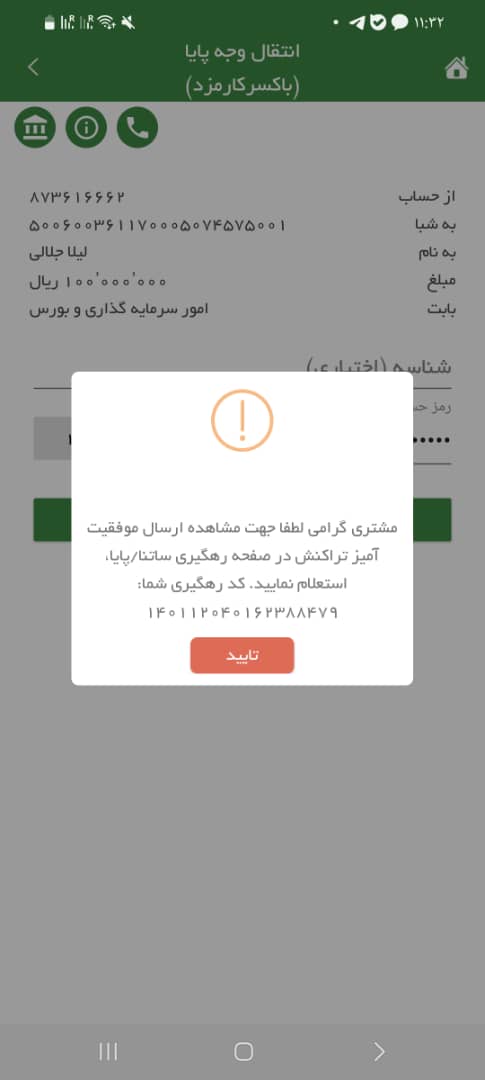 ۱۱:۳۲
انتقال وجه پایا
(باکسرکارمزد)
از حساب ۸۷۳۶۱۶۶۶۲
به شبا ۵۰۰۶۰۰۳۶۱۱۷۰۰۰۵۰۷۴۵۷۵۰۰۱
به نام لیلا جلالی
مبلغ ۱۰۰٬۰۰۰٬۰۰۰ ریال
بابت امور سرمایه گذاری و بورس
شناسه (اختیاری)
رمز
مشتری گرامی لطفا جهت مشاهده ارسال موفقیت
آمیز تراکنش در صفحه رهگیری ساتنا/پایا،
استعلام نمایید. کد رهگیری شما:
۱۴۰۱۱۲۰۴۰۱۶۲۳۸۸۴۷۹
تایید